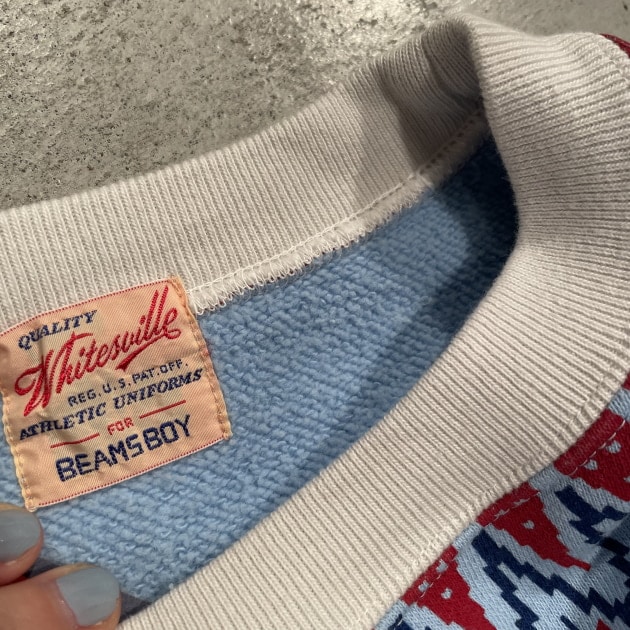 QUALITY
Whitesville
REG. U.S. PAT. OFF.
ATHLETIC UNIFORMS
FOR
BEAMS BOY